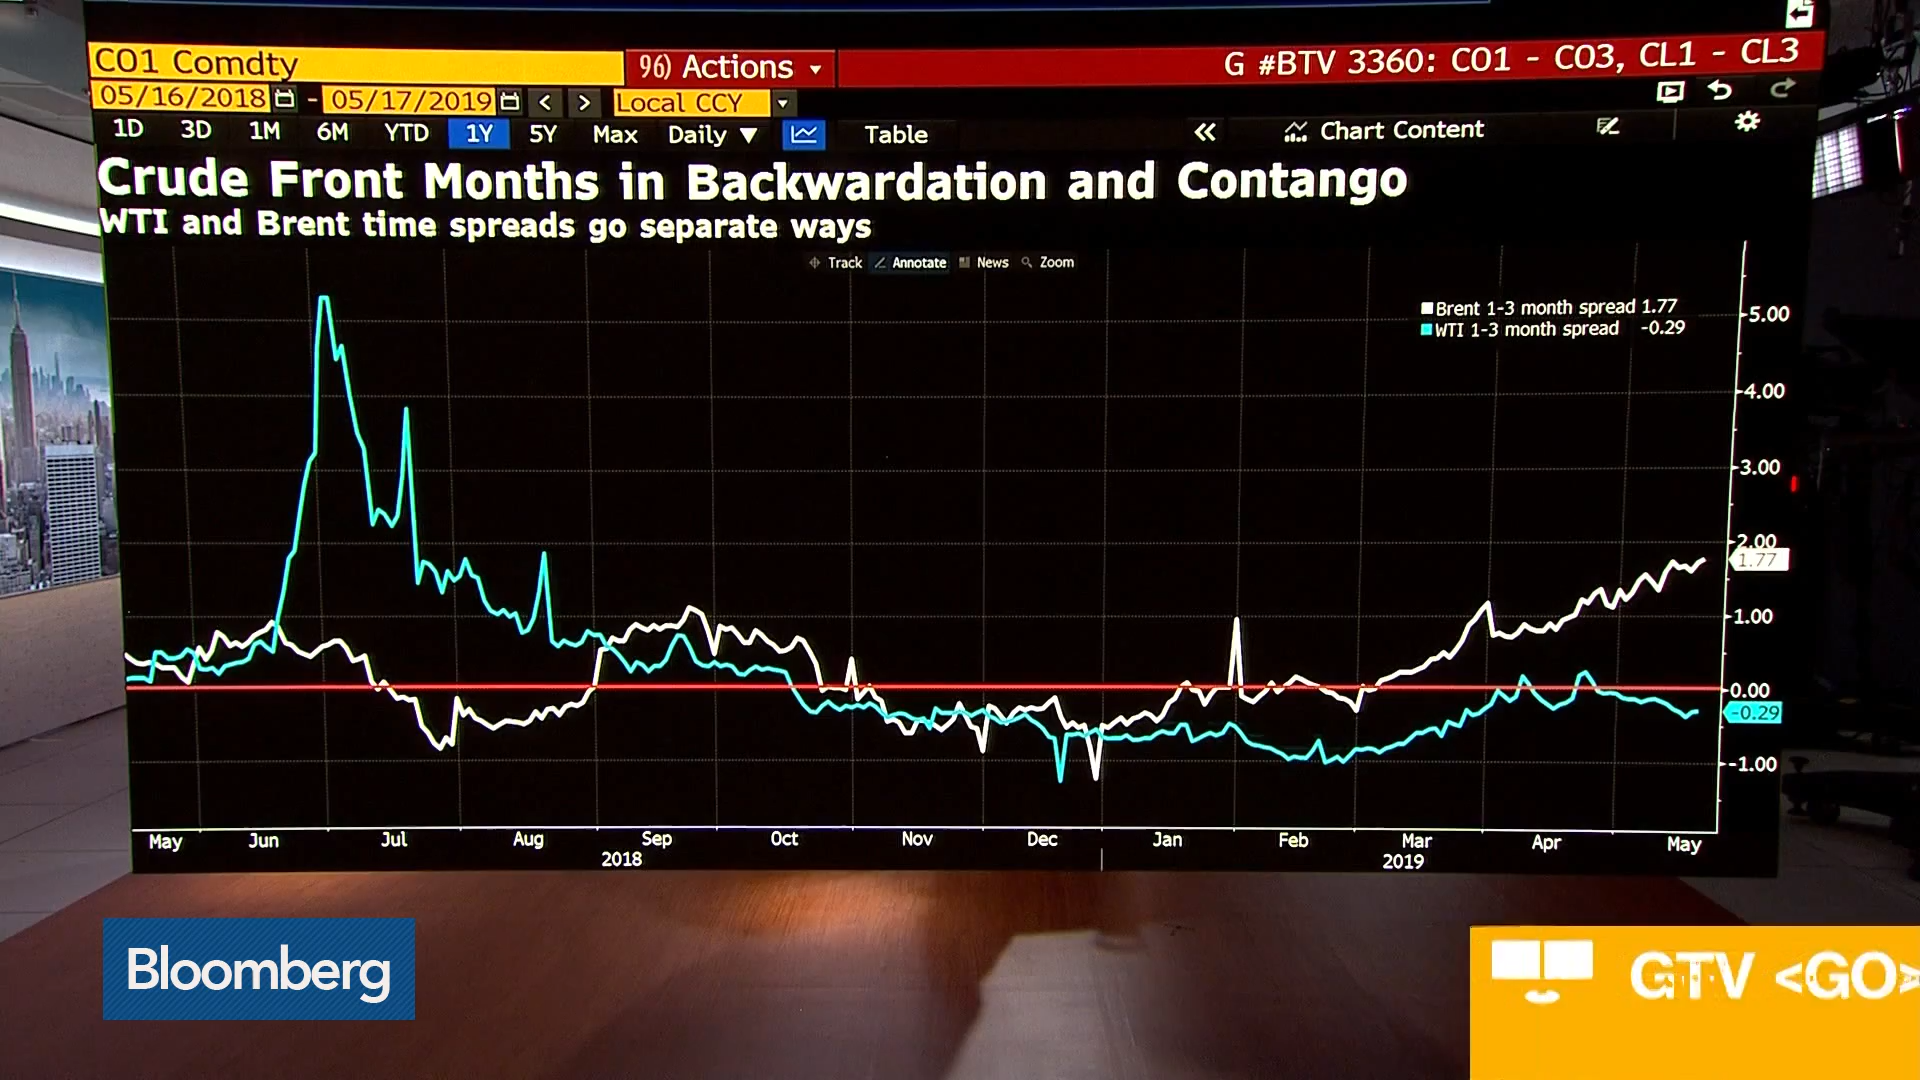 CO1 Comdty 96) Actions G #BTV 3360: CO1 - CO3, CL1 - CL3
05/16/2018 - 05/17/2019 < > Local CCY
1D 3D 1M 6M YTD 1Y 5Y Max Daily ▼ Table « Chart Content
Crude Front Months in Backwardation and Contango
WTI and Brent time spreads go separate ways
Track Annotate News Zoom
Brent 1-3 month spread 1.77
WTI 1-3 month spread -0.29
5.00
4.00
3.00
2.00
1.77
1.00
0.00
-0.29
-1.00
May Jun Jul Aug Sep Oct Nov Dec Jan Feb Mar Apr May
2018 2019
Bloomberg
GTV <GO>